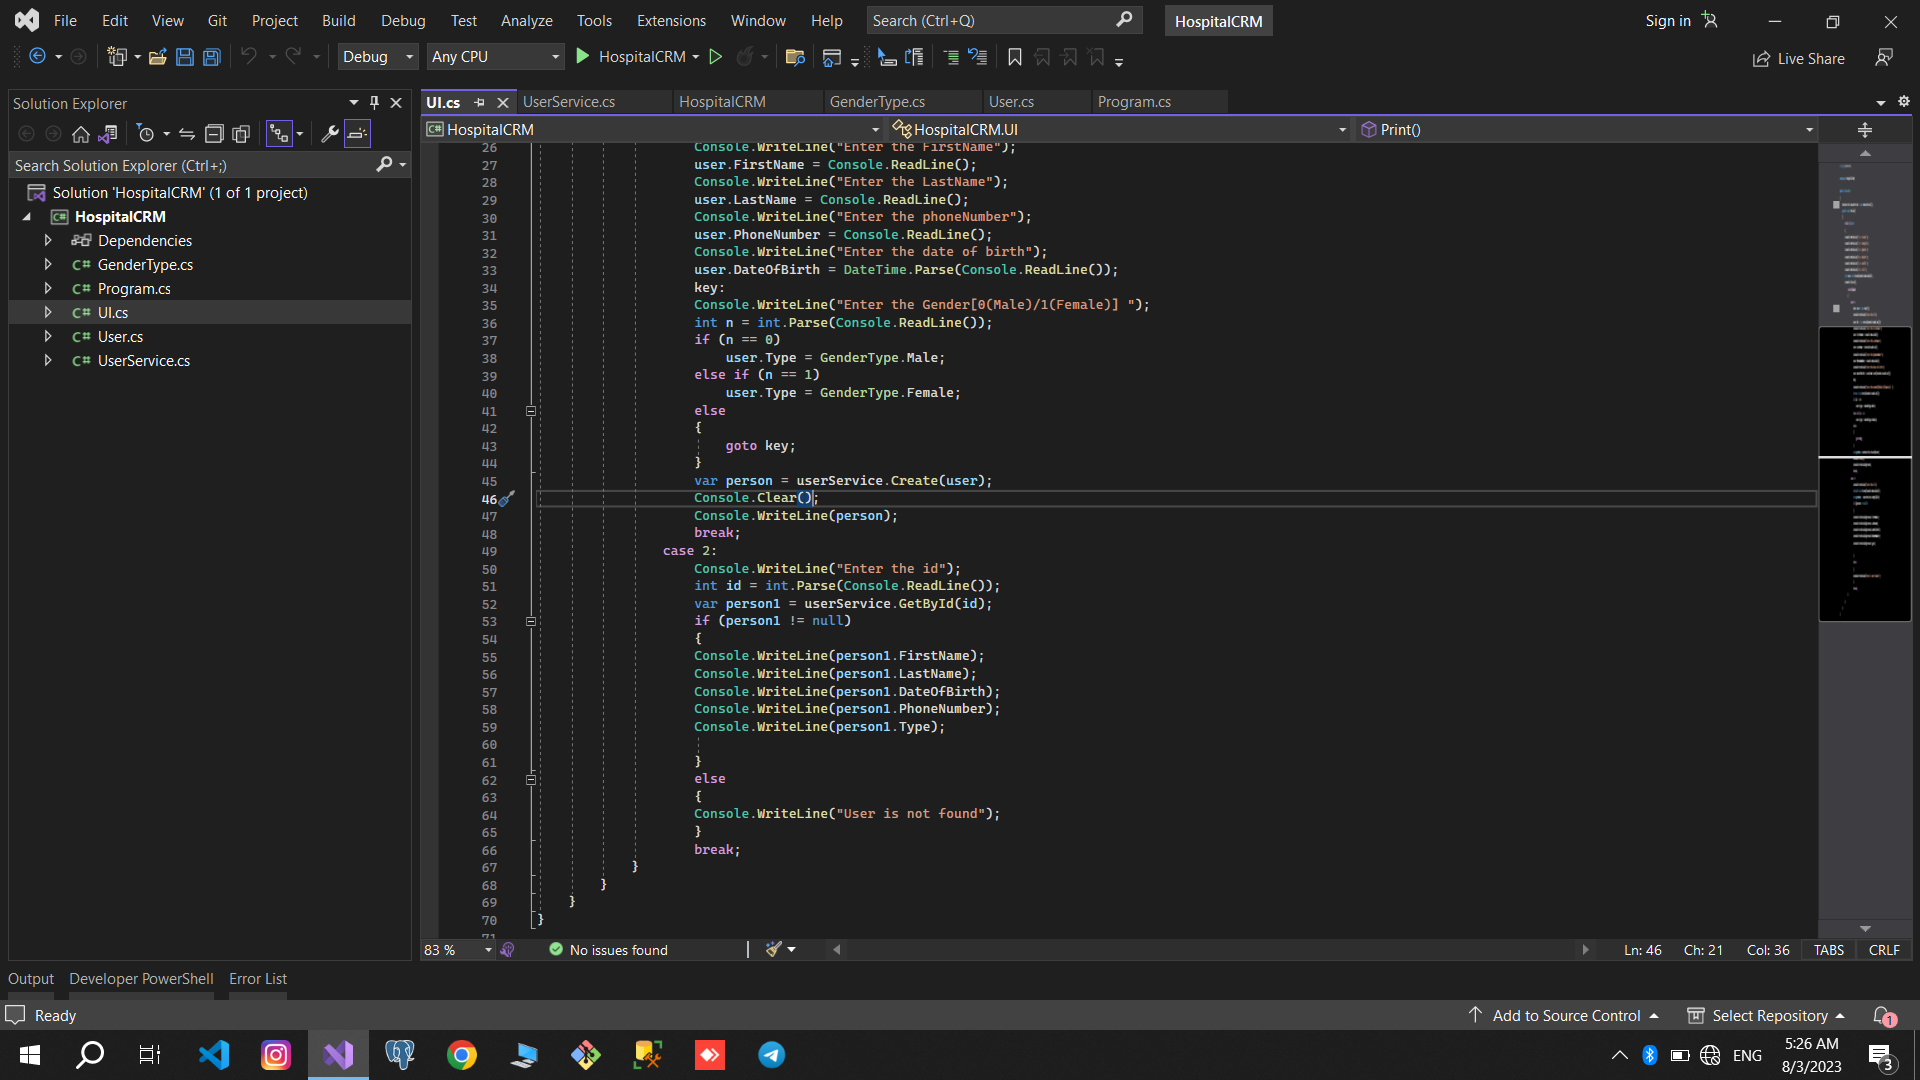 File Edit View Git Project Build Debug Test Analyze Tools Extensions Window Help Search (Ctrl+Q) HospitalCRM Sign in
Debug Any CPU HospitalCRM Live Share
Solution Explorer
Search Solution Explorer (Ctrl+;)
Solution 'HospitalCRM' (1 of 1 project)
C# HospitalCRM
Dependencies
C# GenderType.cs
C# Program.cs
C# UI.cs
C# User.cs
C# UserService.cs
UI.cs UserService.cs HospitalCRM GenderType.cs User.cs Program.cs
C# HospitalCRM HospitalCRM.UI Print()
26 Console.WriteLine("Enter the FirstName");
27 user.FirstName = Console.ReadLine();
28 Console.WriteLine("Enter the LastName");
29 user.LastName = Console.ReadLine();
30 Console.WriteLine("Enter the phoneNumber");
31 user.PhoneNumber = Console.ReadLine();
32 Console.WriteLine("Enter the date of birth");
33 user.DateOfBirth = DateTime.Parse(Console.ReadLine());
34 key:
35 Console.WriteLine("Enter the Gender[0(Male)/1(Female)] ");
36 int n = int.Parse(Console.ReadLine());
37 if (n == 0)
38 user.Type = GenderType.Male;
39 else if (n == 1)
40 user.Type = GenderType.Female;
41 else
42 {
43 goto key;
44 }
45 var person = userService.Create(user);
46 Console.Clear();
47 Console.WriteLine(person);
48 break;
49 case 2:
50 Console.WriteLine("Enter the id");
51 int id = int.Parse(Console.ReadLine());
52 var person1 = userService.GetById(id);
53 if (person1 != null)
54 {
55 Console.WriteLine(person1.FirstName);
56 Console.WriteLine(person1.LastName);
57 Console.WriteLine(person1.DateOfBirth);
58 Console.WriteLine(person1.PhoneNumber);
59 Console.WriteLine(person1.Type);
60
61 }
62 else
63 {
64 Console.WriteLine("User is not found");
65 }
66 break;
67 }
68 }
69 }
70 }
71
83 % No issues found Ln: 46 Ch: 21 Col: 36 TABS CRLF
Output Developer PowerShell Error List
Ready Add to Source Control Select Repository 1
ENG 5:26 AM
8/3/2023 3